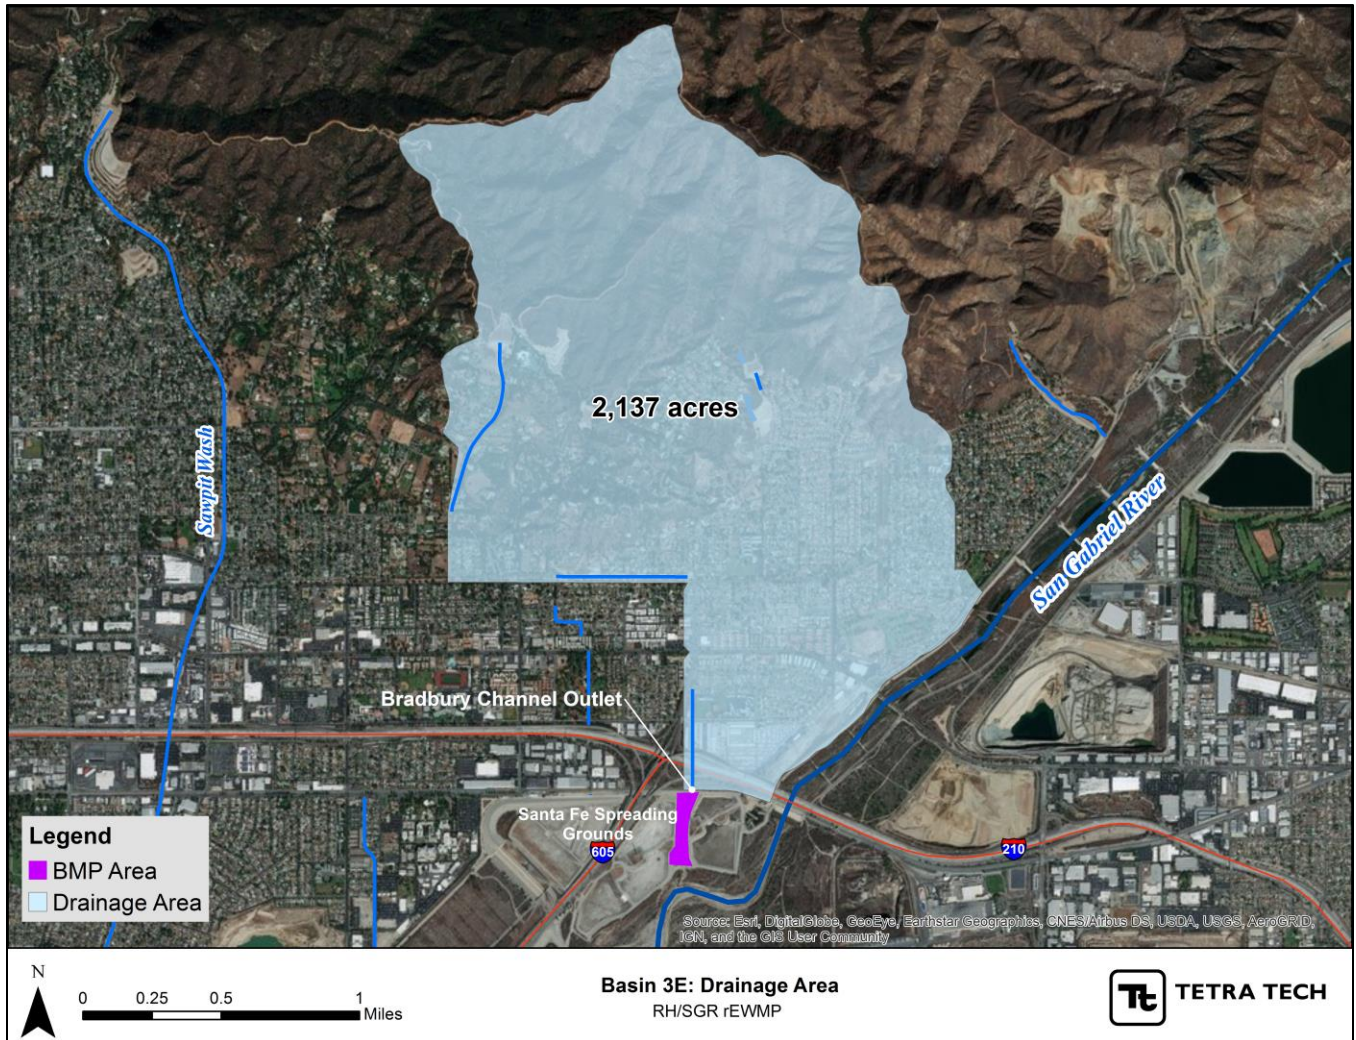 2,137 acres
Sawpit Wash
San Gabriel River
Bradbury Channel Outlet
Santa Fe Spreading
Grounds
605
210
Legend
BMP Area
Drainage Area
Source: Esri, DigitalGlobe, GeoEye, Earthstar Geographics, CNES/Airbus DS, USDA, USGS, AeroGRID,
IGN, and the GIS User Community
N
0 0.25 0.5 1
Miles
Basin 3E: Drainage Area
RH/SGR rEWMP
Tt TETRA TECH